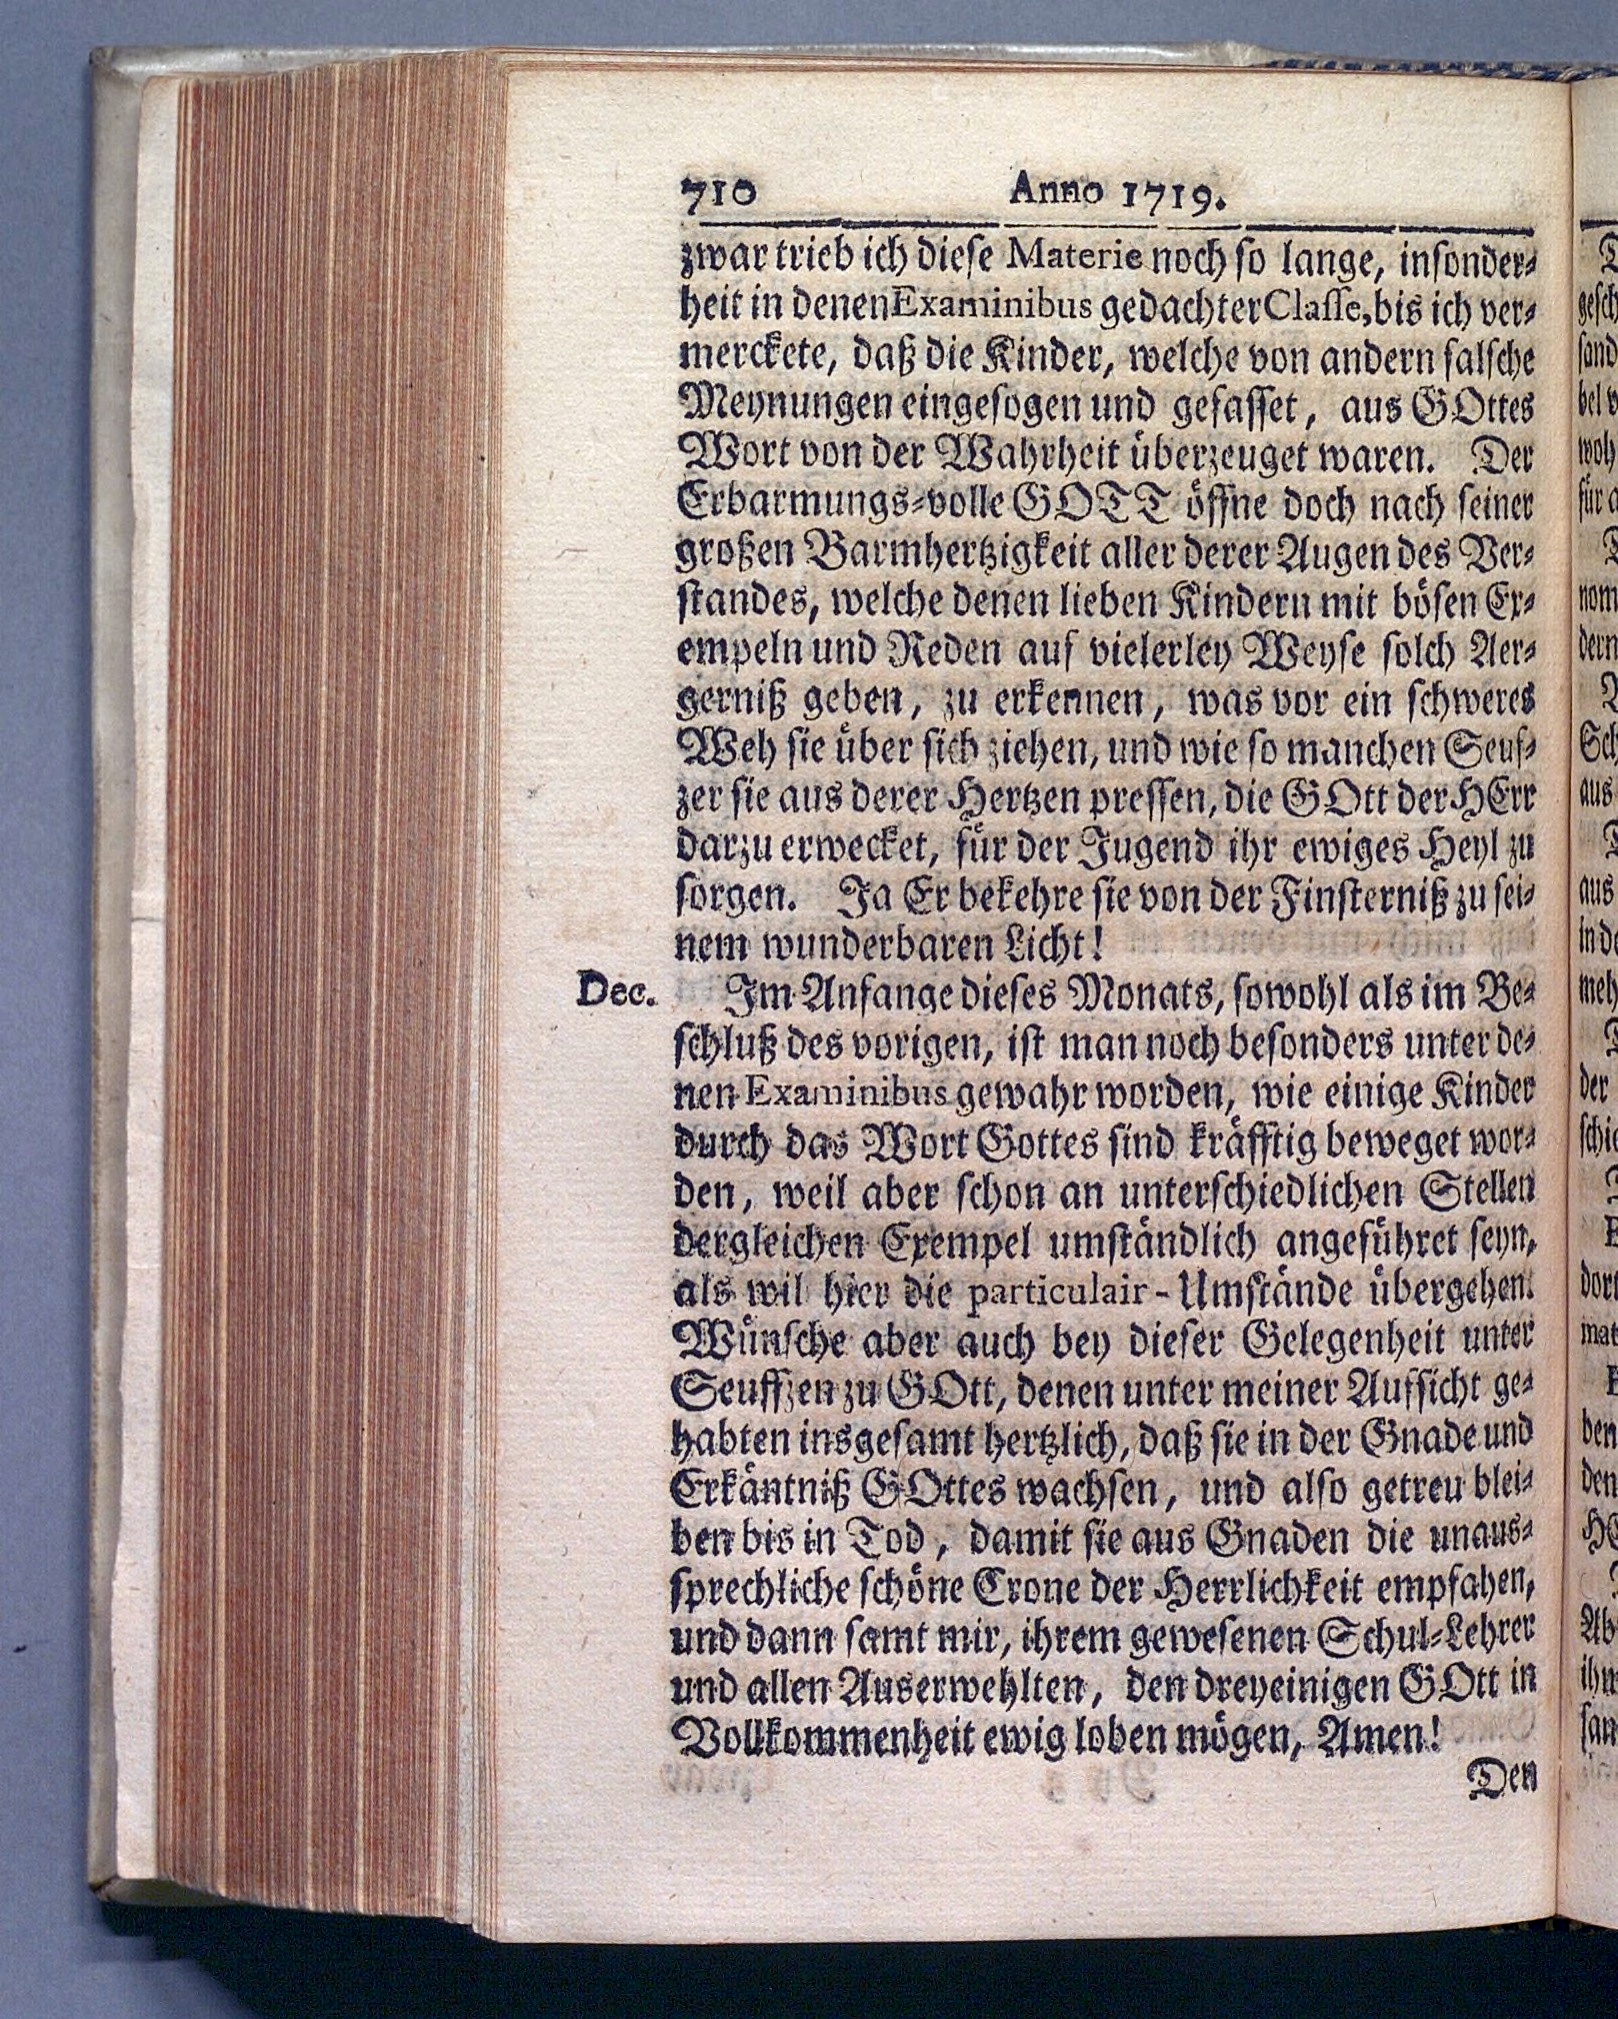 710 Anno 1719.
zwar trieb ich diese Materie noch so lange, insonder-
heit in denen Examinibus gedachter Classe, bis ich ver-
merckete, daß die Kinder, welche von andern falsche
Meynungen eingesogen und gefasset, aus GOttes
Wort von der Wahrheit überzeuget waren. Der
Erbarmungs-volle GOTT öffne doch nach seiner
großen Barmhertzigkeit aller derer Augen des Ver-
standes, welche denen lieben Kindern mit bösen Ex-
empeln und Reden auf vielerley Weyse solch Aer-
gerniß geben, zu erkennen, was vor ein schweres
Weh sie über sich ziehen, und wie so manchen Seuf-
zer sie aus derer Hertzen pressen, die GOtt der HErr
darzu erwecket, für der Jugend ihr ewiges Heyl zu
sorgen. Ja Er bekehre sie von der Finsterniß zu sei-
nem wunderbaren Licht!
Dec. Im Anfange dieses Monats, sowohl als im Be-
schluß des vorigen, ist man noch besonders unter de-
nen Examinibus gewahr worden, wie einige Kinder
durch das Wort Gottes sind kräfftig beweget wor-
den, weil aber schon an unterschiedlichen Stellen
dergleichen Exempel umständlich angeführet seyn,
als wil hier die particulair-Umstände übergehen.
Wünsche aber auch bey dieser Gelegenheit unter
Seuffzen zu GOtt, denen unter meiner Aufsicht ge-
habten insgesamt hertzlich, daß sie in der Gnade und
Erkäntniß GOttes wachsen, und also getreu blei-
ben bis in Tod, damit sie aus Gnaden die unaus-
sprechliche schöne Crone der Herrlichkeit empfahen,
und dann samt mir, ihrem gewesenen Schul-Lehrer
und allen Auserwehlten, den dreyeinigen GOtt in
Vollkommenheit ewig loben mögen, Amen!
Den